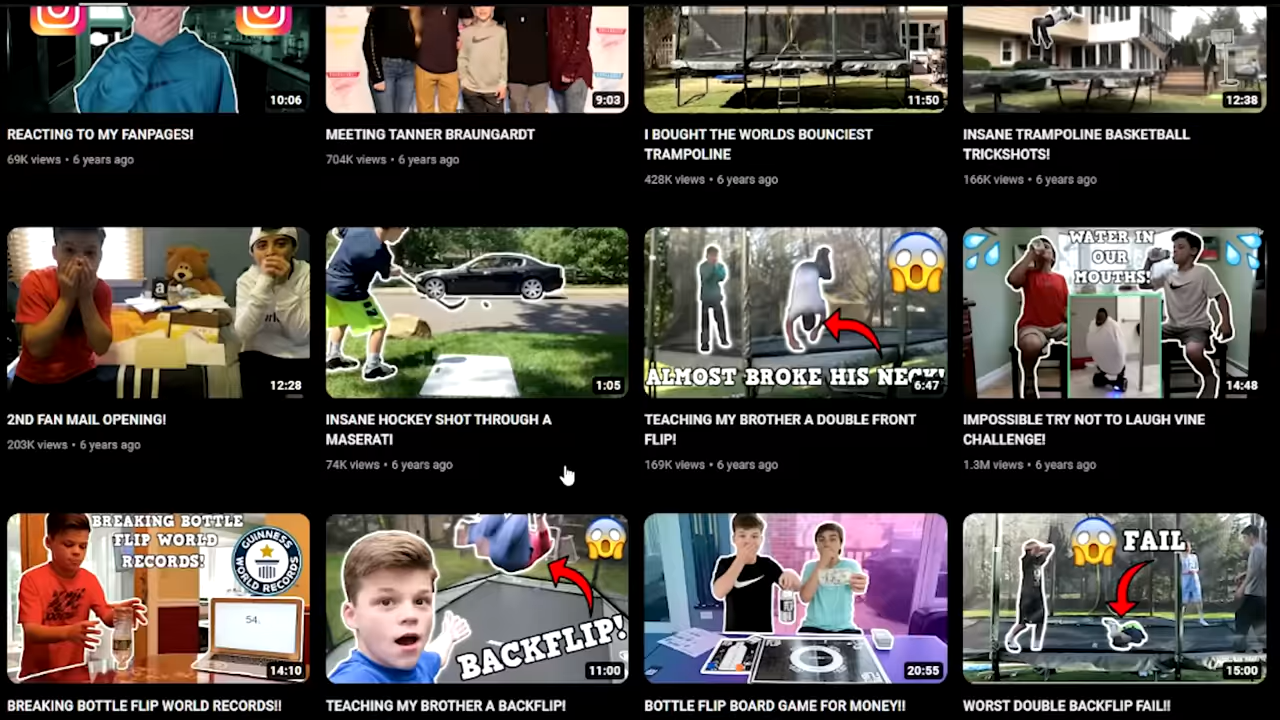 10:06
9:03
11:50
12:38
REACTING TO MY FANPAGES!
MEETING TANNER BRAUNGARDT
I BOUGHT THE WORLDS BOUNCIEST
TRAMPOLINE
INSANE TRAMPOLINE BASKETBALL
TRICKSHOTS!
69K views • 6 years ago
704K views • 6 years ago
428K views • 6 years ago
166K views • 6 years ago
a
12:28
1:05
ALMOST BROKE HIS NECK!
6:47
WATER IN
OUR
MOUTHS!
14:48
2ND FAN MAIL OPENING!
INSANE HOCKEY SHOT THROUGH A
MASERATI
TEACHING MY BROTHER A DOUBLE FRONT
FLIP!
IMPOSSIBLE TRY NOT TO LAUGH VINE
CHALLENGE!
203K views • 6 years ago
74K views • 6 years ago
169K views • 6 years ago
1.3M views • 6 years ago
BREAKING BOTTLE
FLIP WORLD
RECORDS!
GUINNESS
WORLD RECORDS
54.
14:10
BACKFLIP!
11:00
20:55
FAIL
15:00
BREAKING BOTTLE FLIP WORLD RECORDS!!
TEACHING MY BROTHER A BACKFLIP!
BOTTLE FLIP BOARD GAME FOR MONEY!!
WORST DOUBLE BACKFLIP FAIL!!